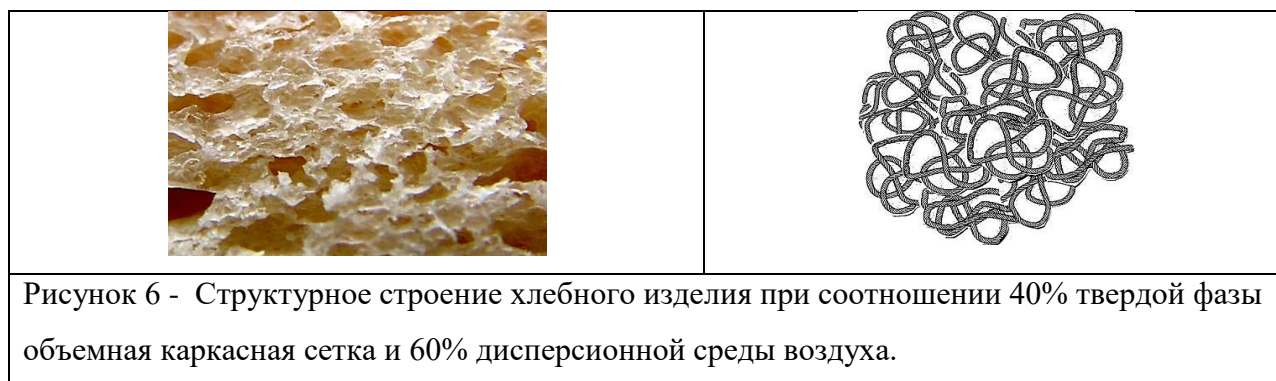 Рисунок 6 - Структурное строение хлебного изделия при соотношении 40% твердой фазы
объемная каркасная сетка и 60% дисперсионной среды воздуха.